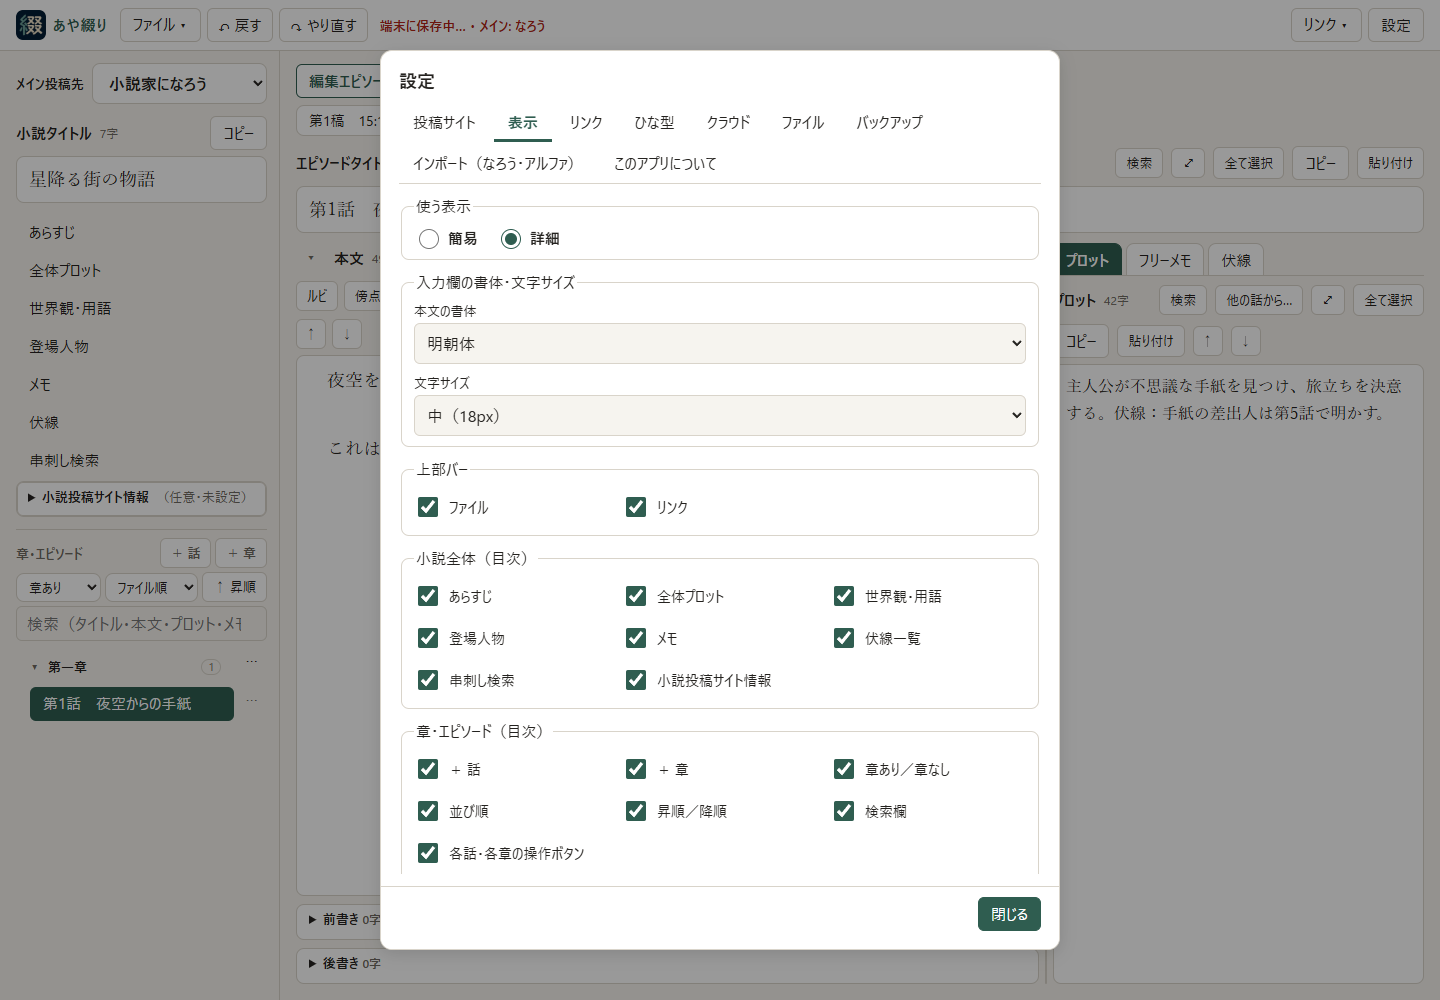 綴 あや綴り ファイル ▾ 戻す やり直す 端末に保存中… ・ メイン: なろう リンク ▾ 設定
メイン投稿先 小説家になろう
小説タイトル 7字 コピー
星降る街の物語
あらすじ
全体プロット
世界観・用語
登場人物
メモ
伏線
串刺し検索
▶ 小説投稿サイト情報 （任意・未設定）
章・エピソード ＋ 話 ＋ 章
章あり ファイル順 ↑ 昇順
検索（タイトル・本文・プロット・メモ
▾ 第一章 1 …
第1話　夜空からの手紙 …
編集エピソー
第1稿 15:
エピソードタイト 検索 ⤢ 全て選択 コピー 貼り付け
第1話
▾ 本文
ルビ 傍点
↑ ↓
夜空を
これは
▶ 前書き 0字
▶ 後書き 0字
設定
投稿サイト 表示 リンク ひな型 クラウド ファイル バックアップ
インポート（なろう・アルファ） このアプリについて
使う表示
簡易 詳細
入力欄の書体・文字サイズ
本文の書体
明朝体
文字サイズ
中（18px）
上部バー
ファイル リンク
小説全体（目次）
あらすじ 全体プロット 世界観・用語
登場人物 メモ 伏線一覧
串刺し検索 小説投稿サイト情報
章・エピソード（目次）
＋ 話 ＋ 章 章あり／章なし
並び順 昇順／降順 検索欄
各話・各章の操作ボタン
閉じる
プロット フリーメモ 伏線
プロット 42字 検索 他の話から… ⤢ 全て選択
コピー 貼り付け ↑ ↓
主人公が不思議な手紙を見つけ、旅立ちを決意
する。伏線：手紙の差出人は第5話で明かす。